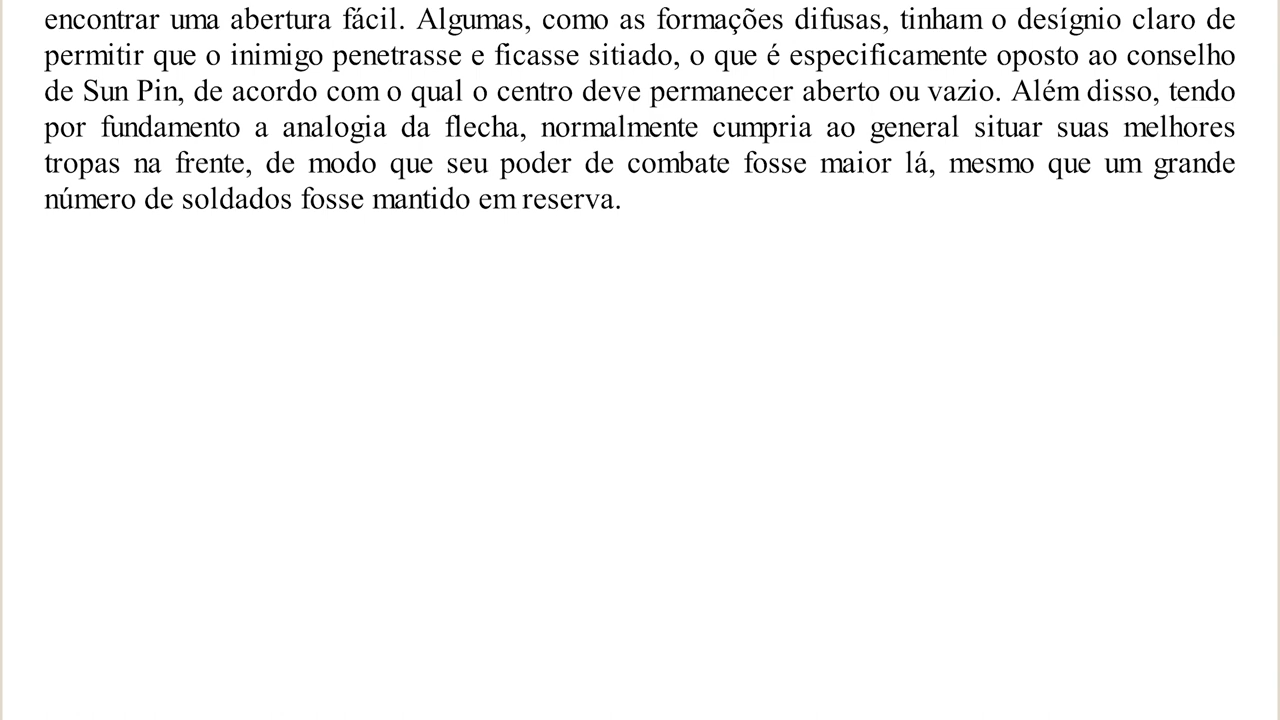 encontrar uma abertura fácil. Algumas, como as formações difusas, tinham o desígnio claro de
permitir que o inimigo penetrasse e ficasse sitiado, o que é especificamente oposto ao conselho
de Sun Pin, de acordo com o qual o centro deve permanecer aberto ou vazio. Além disso, tendo
por fundamento a analogia da flecha, normalmente cumpria ao general situar suas melhores
tropas na frente, de modo que seu poder de combate fosse maior lá, mesmo que um grande
número de soldados fosse mantido em reserva.